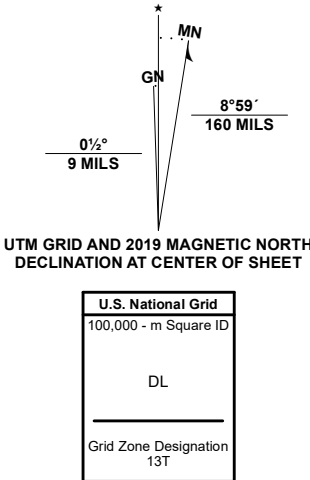 ★
MN
GN
8°59´
160 MILS
0½°
9 MILS
UTM GRID AND 2019 MAGNETIC NORTH
DECLINATION AT CENTER OF SHEET
U.S. National Grid
100,000 - m Square ID
DL
Grid Zone Designation
13T